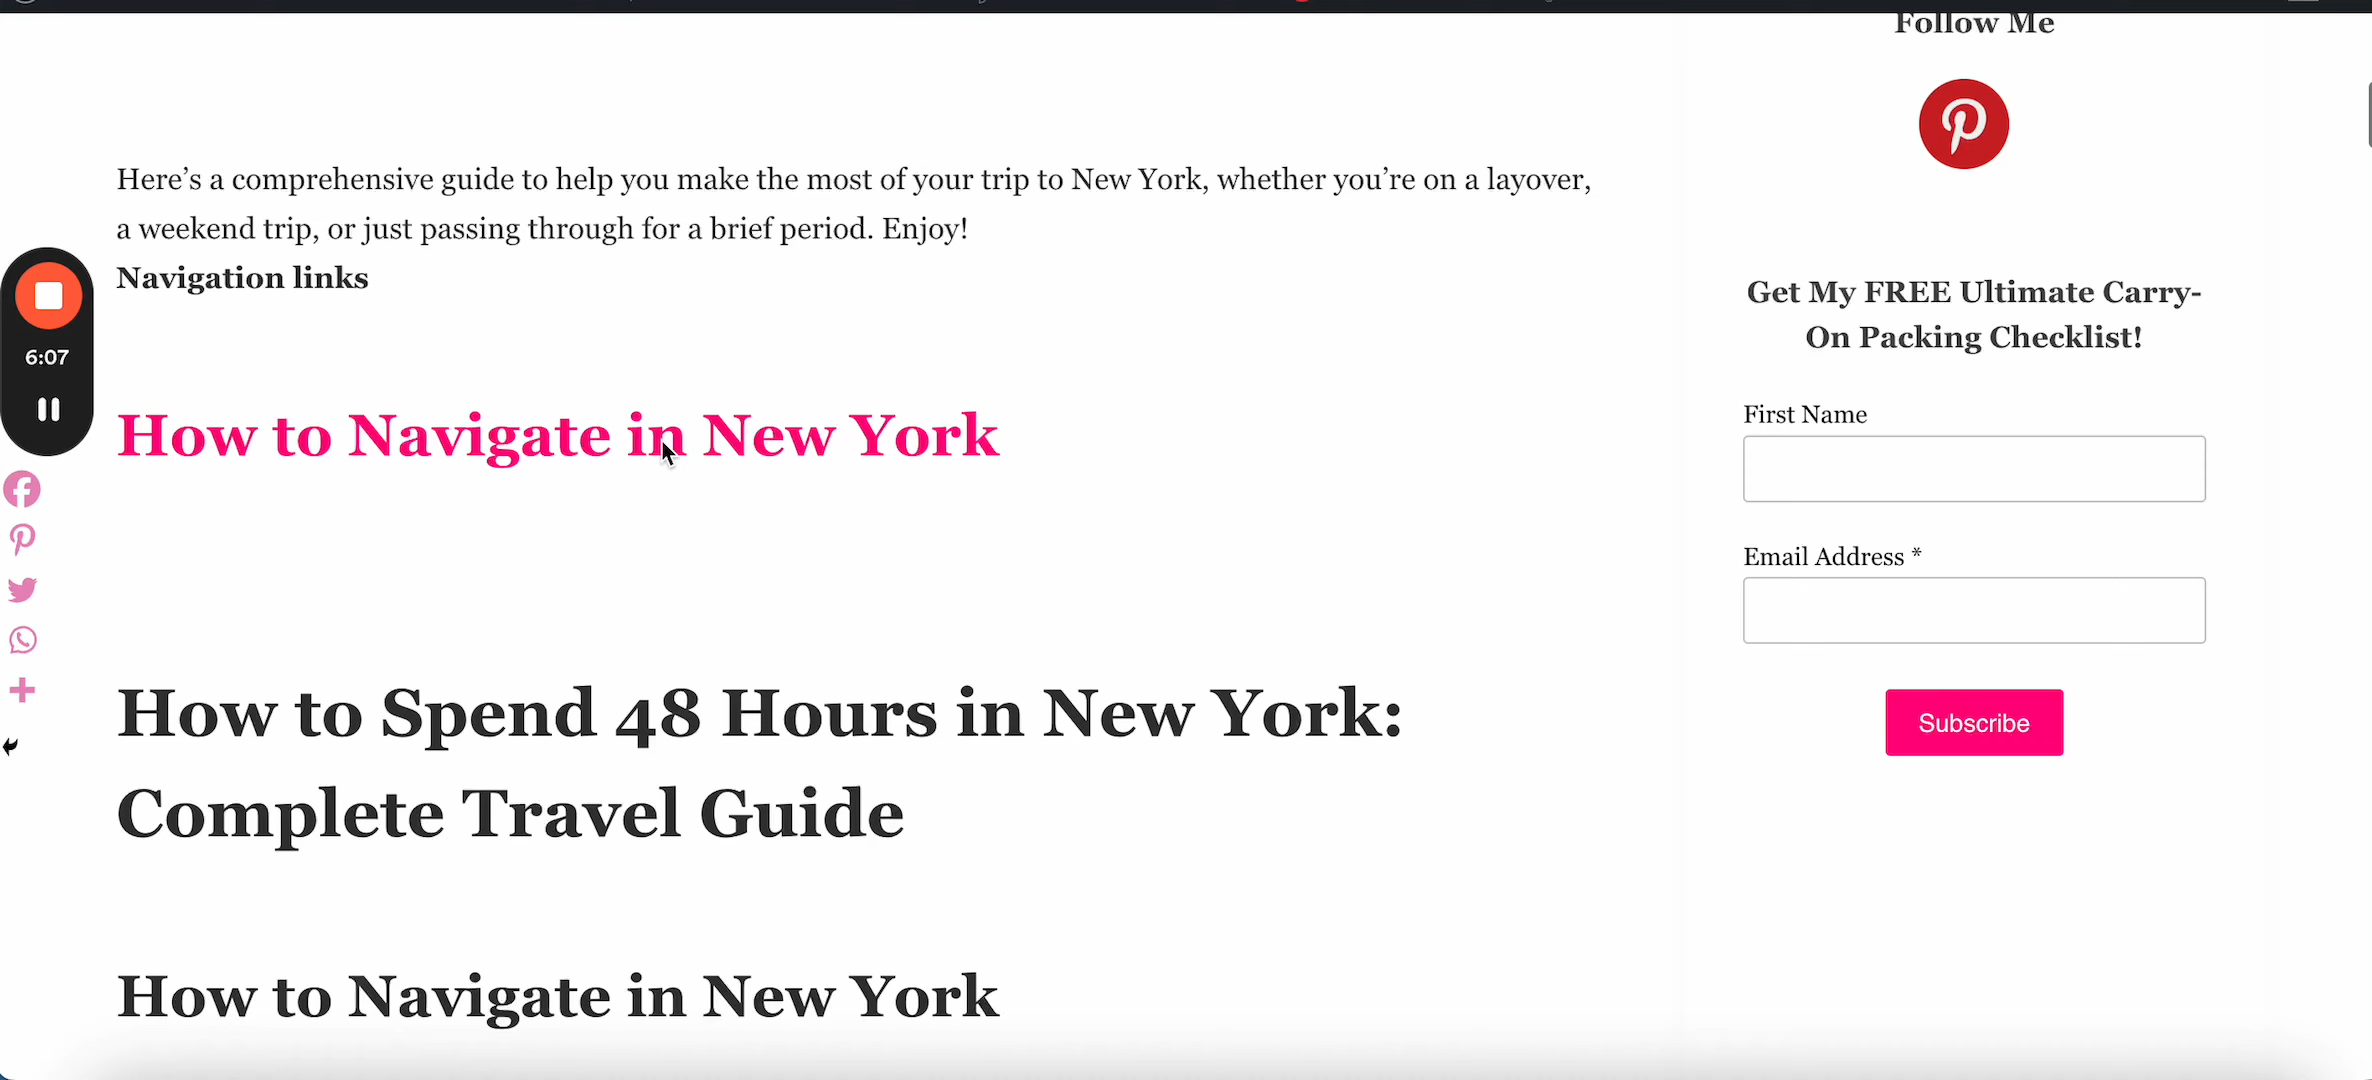 Follow Me
Here’s a comprehensive guide to help you make the most of your trip to New York, whether you’re on a layover,
a weekend trip, or just passing through for a brief period. Enjoy!
Navigation links
6:07
How to Navigate in New York
How to Spend 48 Hours in New York:
Complete Travel Guide
How to Navigate in New York
Get My FREE Ultimate Carry-
On Packing Checklist!
First Name
Email Address *
Subscribe